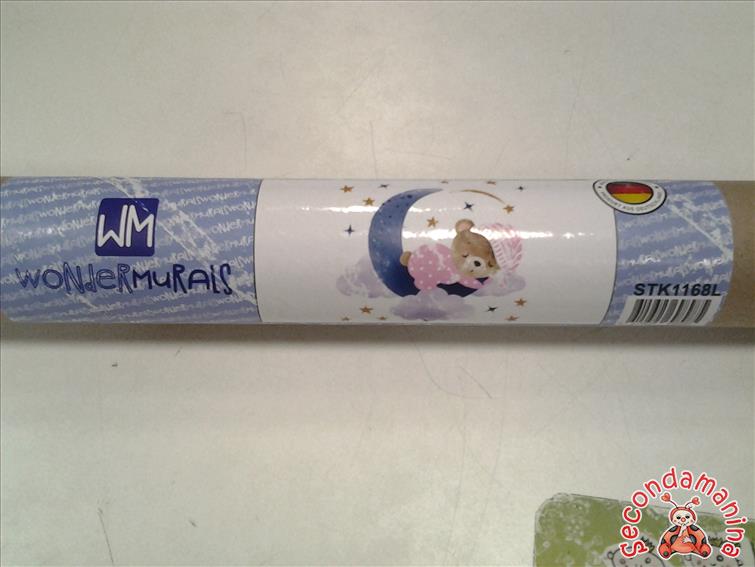 WM
WONdeRMURAlS
STK1168L
secondamanina